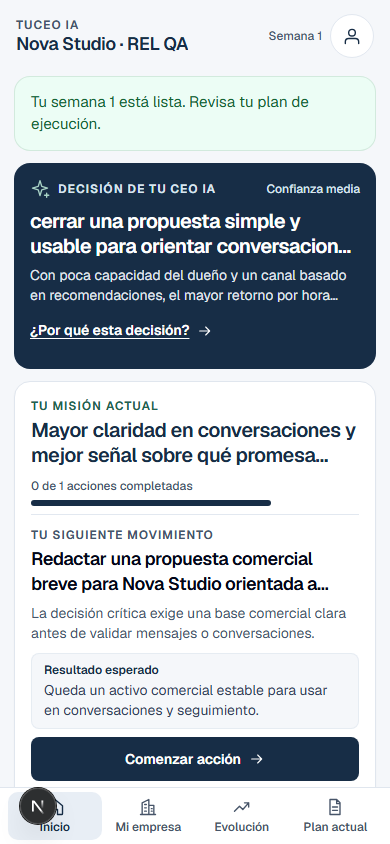 TUCEO IA
Nova Studio · REL QA
Semana 1
Tu semana 1 está lista. Revisa tu plan de
ejecución.
DECISIÓN DE TU CEO IA
Confianza media
cerrar una propuesta simple y
usable para orientar conversacion...
Con poca capacidad del dueño y un canal basado
en recomendaciones, el mayor retorno por hora...
¿Por qué esta decisión? →
TU MISIÓN ACTUAL
Mayor claridad en conversaciones y
mejor señal sobre qué promesa...
0 de 1 acciones completadas
TU SIGUIENTE MOVIMIENTO
Redactar una propuesta comercial
breve para Nova Studio orientada a...
La decisión crítica exige una base comercial clara
antes de validar mensajes o conversaciones.
Resultado esperado
Queda un activo comercial estable para usar
en conversaciones y seguimiento.
Comenzar acción →
N
Inicio
Mi empresa
Evolución
Plan actual